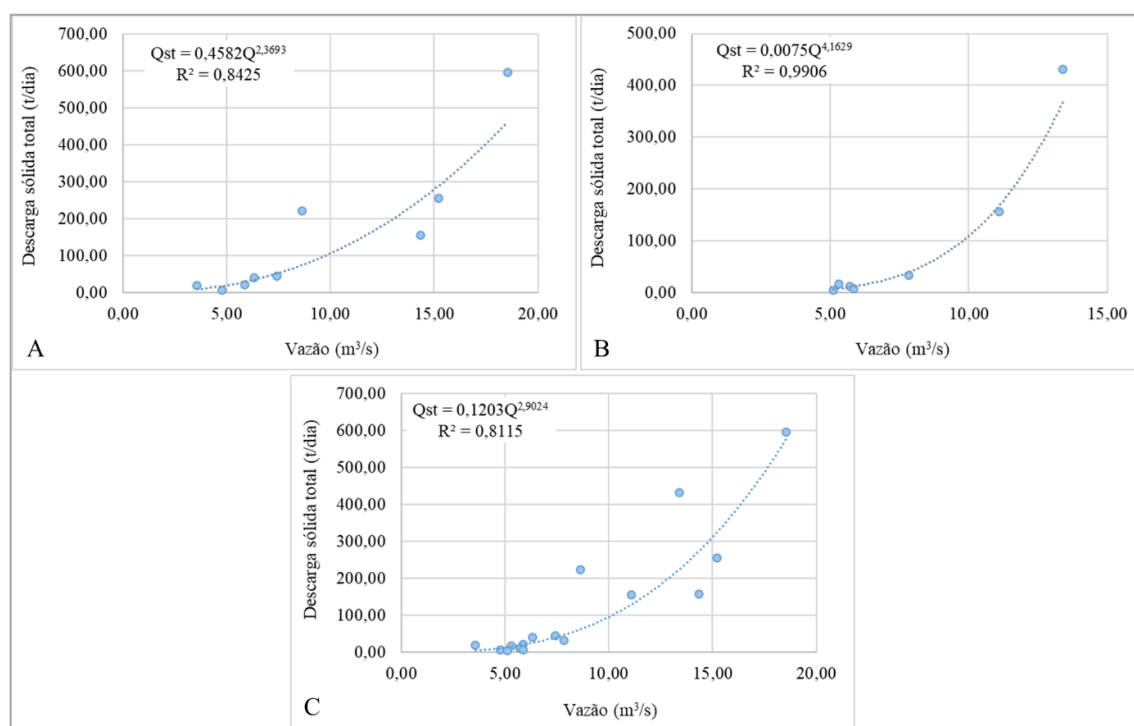 Qst = 0,4582Q^2,3693
R² = 0,8425
Descarga sólida total (t/dia)
700,00
600,00
500,00
400,00
300,00
200,00
100,00
0,00
0,00 5,00 10,00 15,00 20,00
Vazão (m³/s)
A
Qst = 0,0075Q^4,1629
R² = 0,9906
Descarga sólida total (t/dia)
500,00
400,00
300,00
200,00
100,00
0,00
0,00 5,00 10,00 15,00
Vazão (m³/s)
B
Qst = 0,1203Q^2,9024
R² = 0,8115
Descarga sólida total (t/dia)
700,00
600,00
500,00
400,00
300,00
200,00
100,00
0,00
0,00 5,00 10,00 15,00 20,00
Vazão (m³/s)
C